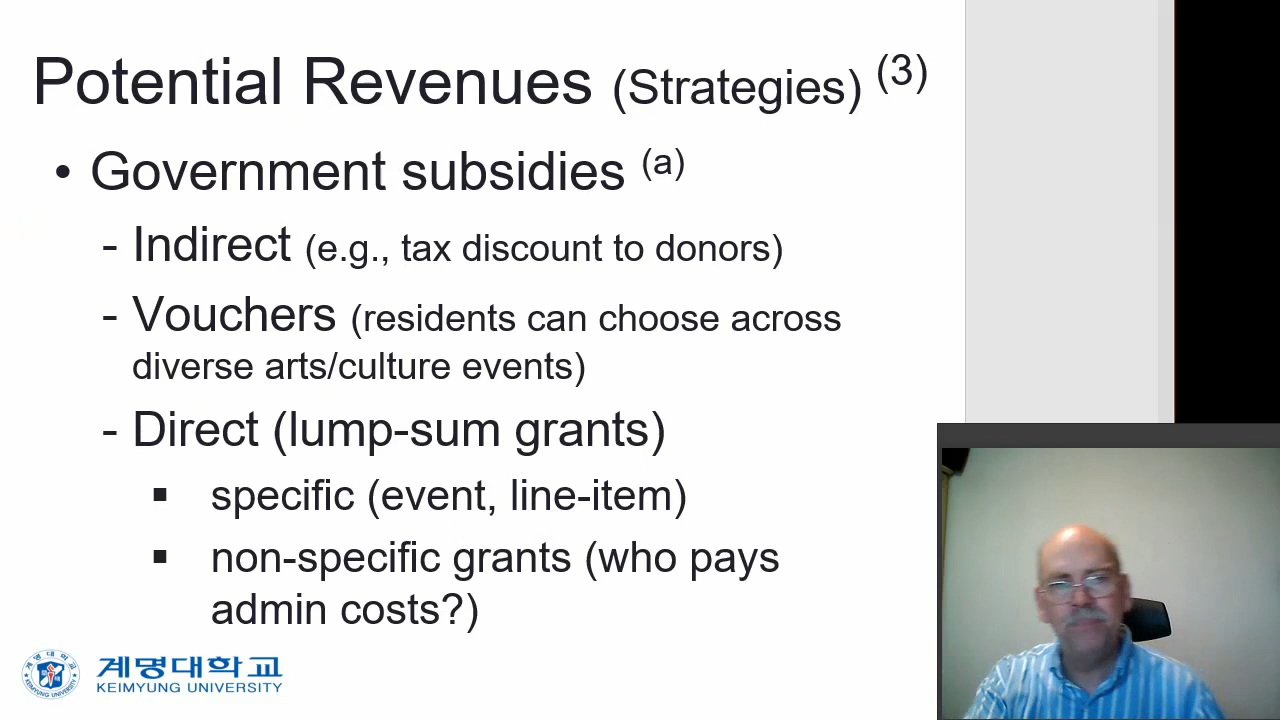 Potential Revenues (Strategies) (3)
• Government subsidies (a)
- Indirect (e.g., tax discount to donors)
- Vouchers (residents can choose across
diverse arts/culture events)
- Direct (lump-sum grants)
▪ specific (event, line-item)
▪ non-specific grants (who pays
admin costs?)
계명대학교
KEIMYUNG UNIVERSITY